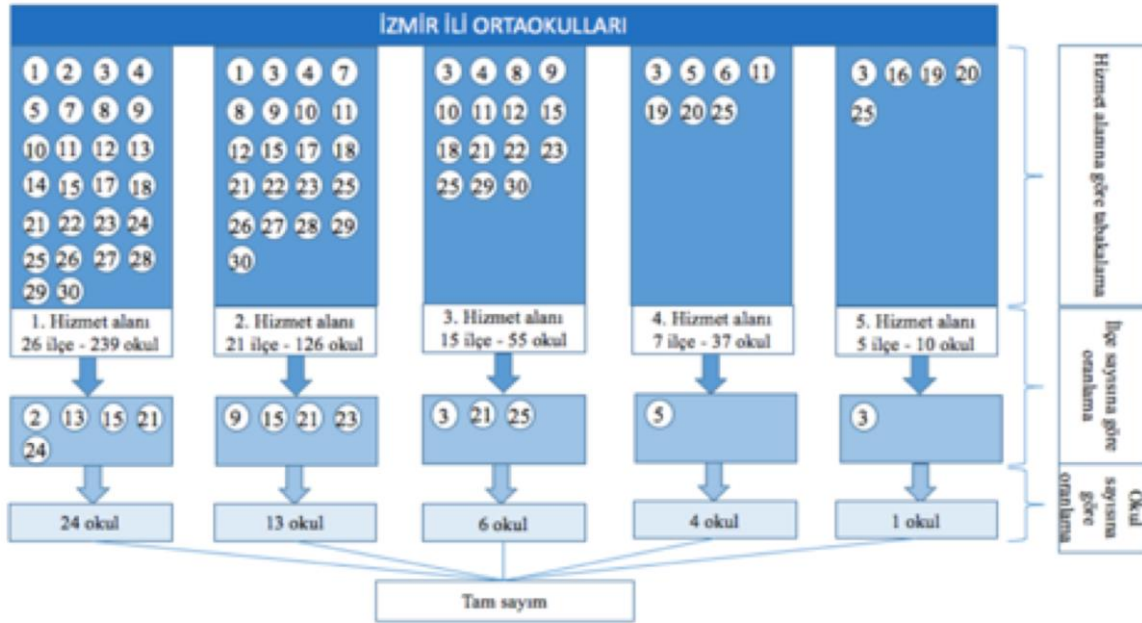 İZMİR İLİ ORTAOKULLARI
1 2 3 4
5 7 8 9
10 11 12 13
14 15 17 18
21 22 23 24
25 26 27 28
29 30
1. Hizmet alanı
26 ilçe - 239 okul
2 13 15 21
24
24 okul
1 3 4 7
8 9 10 11
12 15 17 18
21 22 23 25
26 27 28 29
30
2. Hizmet alanı
21 ilçe - 126 okul
9 15 21 23
13 okul
3 4 8 9
10 11 12 15
18 21 22 23
25 29 30
3. Hizmet alanı
15 ilçe - 55 okul
3 21 25
6 okul
3 5 6 11
19 20 25
4. Hizmet alanı
7 ilçe - 37 okul
5
4 okul
3 16 19 20
25
5. Hizmet alanı
5 ilçe - 10 okul
3
1 okul
Hizmet alanına göre tabakalama
İlçe sayısına göre
oranlama
Okul
sayısına
göre
oranlama
Tam sayım